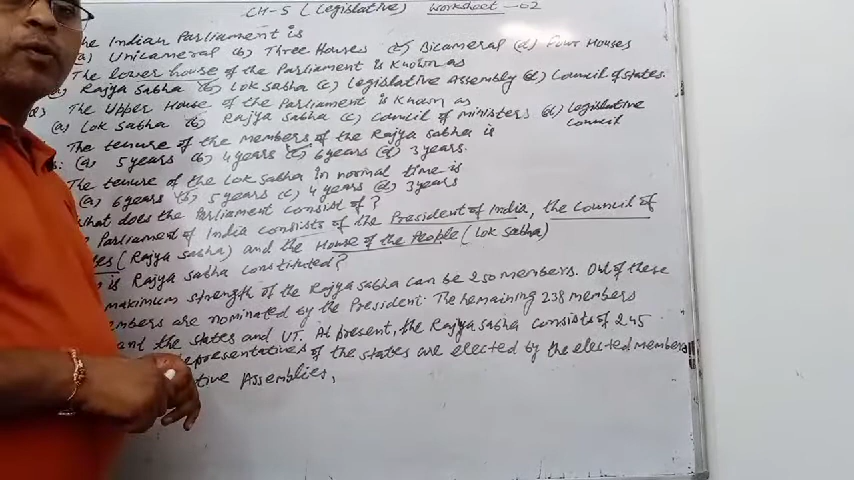 CH-5 (Legislative) Worksheet-02
The Indian Parliament is
(a) Unicameral (b) Three Houses (c) Bicameral (d) Four Houses
The lower house of the Parliament is Known as
(a) Rajya Sabha (b) Lok Sabha (c) Legislative Assembly (d) Council of States.
The Upper House of the Parliament is Known as
(a) Lok Sabha (b) Rajya Sabha (c) Council of ministers (d) Legislative Council
The tenure of the members of the Rajya Sabha is
(a) 5 years (b) 4 years (c) 6 years (d) 3 years.
The tenure of the Lok Sabha in normal time is
(a) 6 years (b) 5 years (c) 4 years (d) 3 years
What does the Parliament consist of?
Parliament of India consists of the President of India, the Council of
(Rajya Sabha) and the House of the People (Lok Sabha)
is Rajya Sabha constituted?
maximum strength of the Rajya Sabha can be 250 members. Out of these
are nominated by the President. The remaining 238 members
and the states and UT. At present, the Rajya Sabha consists of 245
representatives of the states are elected by the elected members
Assemblies,